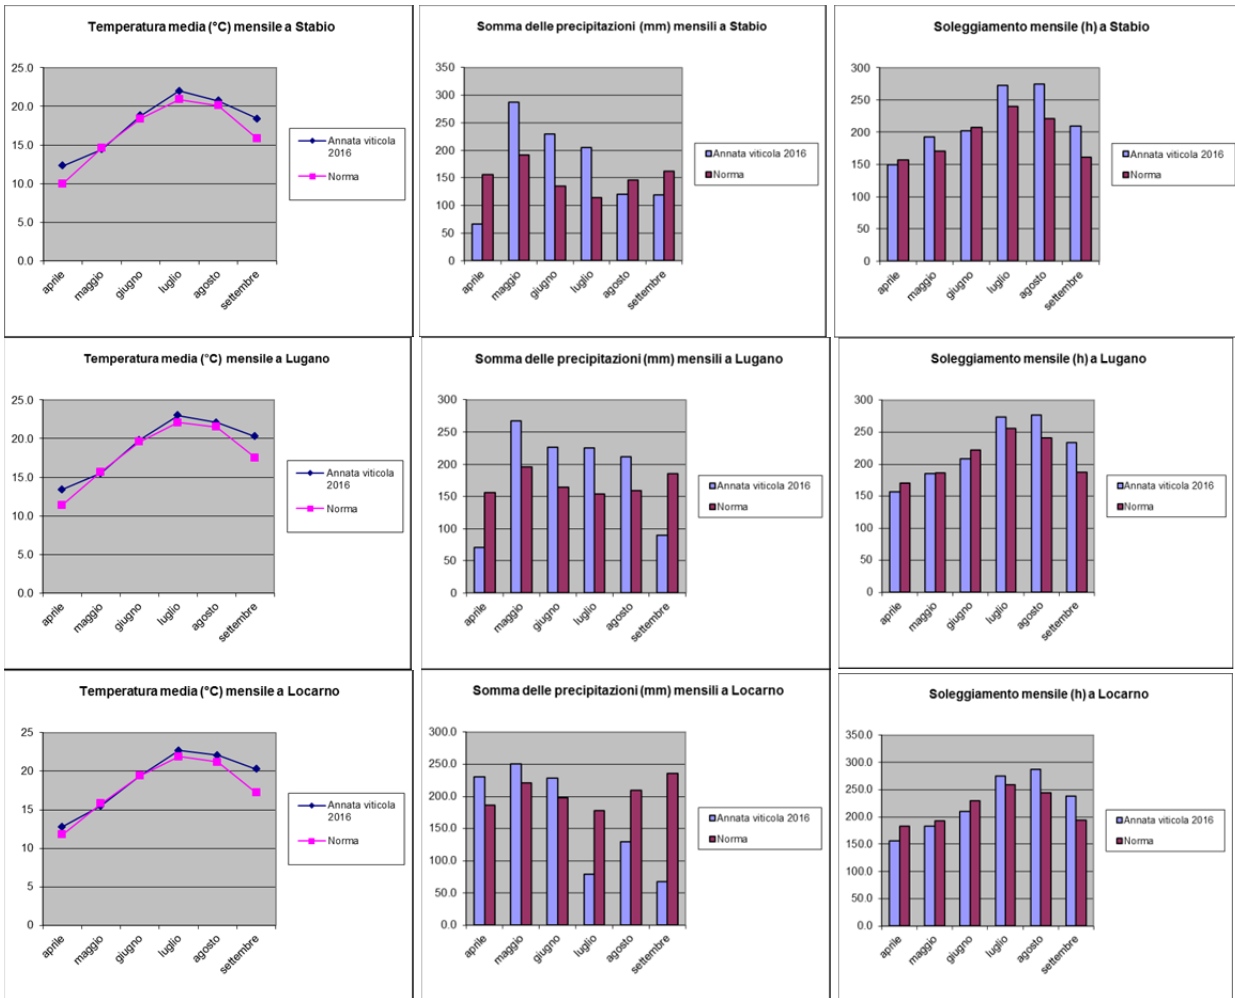 Temperatura media (°C) mensile a Stabio
25.0
20.0
15.0
10.0
5.0
0.0
aprile
maggio
giugno
luglio
agosto
settembre
Annata viticola
2016
Norma
Somma delle precipitazioni (mm) mensili a Stabio
350
300
250
200
150
100
50
0
aprile
maggio
giugno
luglio
agosto
settembre
Annata viticola 2016
Norma
Soleggiamento mensile (h) a Stabio
300
250
200
150
100
50
0
aprile
maggio
giugno
luglio
agosto
settembre
Annata viticola 2016
Norma
Temperatura media (°C) mensile a Lugano
25.0
20.0
15.0
10.0
5.0
0.0
aprile
maggio
giugno
luglio
agosto
settembre
Annata viticola
2016
Norma
Somma delle precipitazioni (mm) mensili a Lugano
300
250
200
150
100
50
0
aprile
maggio
giugno
luglio
agosto
settembre
Annata viticola 2016
Norma
Soleggiamento mensile (h) a Lugano
300
250
200
150
100
50
0
aprile
maggio
giugno
luglio
agosto
settembre
Annata viticola 2016
Norma
Temperatura media (°C) mensile a Locarno
25
20
15
10
5
0
aprile
maggio
giugno
luglio
agosto
settembre
Annata viticola
2016
Norma
Somma delle precipitazioni (mm) mensili a Locarno
300.0
250.0
200.0
150.0
100.0
50.0
0.0
aprile
maggio
giugno
luglio
agosto
settembre
Annata viticola 2016
Norma
Soleggiamento mensile (h) a Locarno
350.0
300.0
250.0
200.0
150.0
100.0
50.0
0.0
aprile
maggio
giugno
luglio
agosto
settembre
Annata viticola 2016
Norma